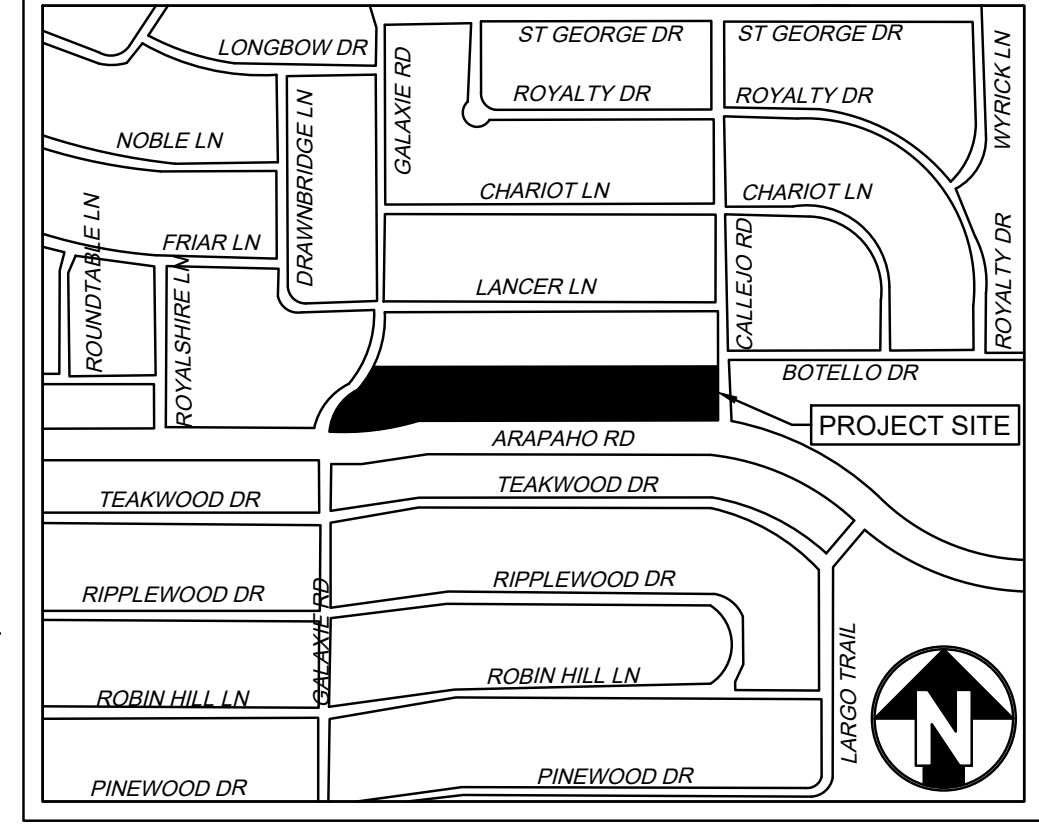 LONGBOW DR
ST GEORGE DR
ST GEORGE DR
WYRICK LN
GALAXIE RD
DRAWNBRIDGE LN
ROYALTY DR
ROYALTY DR
NOBLE LN
CHARIOT LN
CHARIOT LN
ROUNDTABLE LN
FRIAR LN
ROYALSHIRE LN
CALLEJO RD
ROYALTY DR
LANCER LN
BOTELLO DR
PROJECT SITE
ARAPAHO RD
TEAKWOOD DR
TEAKWOOD DR
RIPPLEWOOD DR
RIPPLEWOOD DR
GALAXIE RD
LARGO TRAIL
ROBIN HILL LN
ROBIN HILL LN
N
PINEWOOD DR
PINEWOOD DR